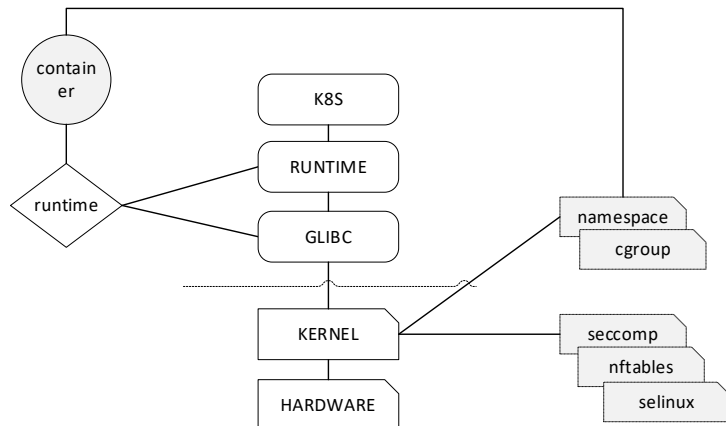 contain
er
K8S
RUNTIME
runtime
namespace
GLIBC
cgroup
KERNEL
seccomp
nftables
HARDWARE
selinux